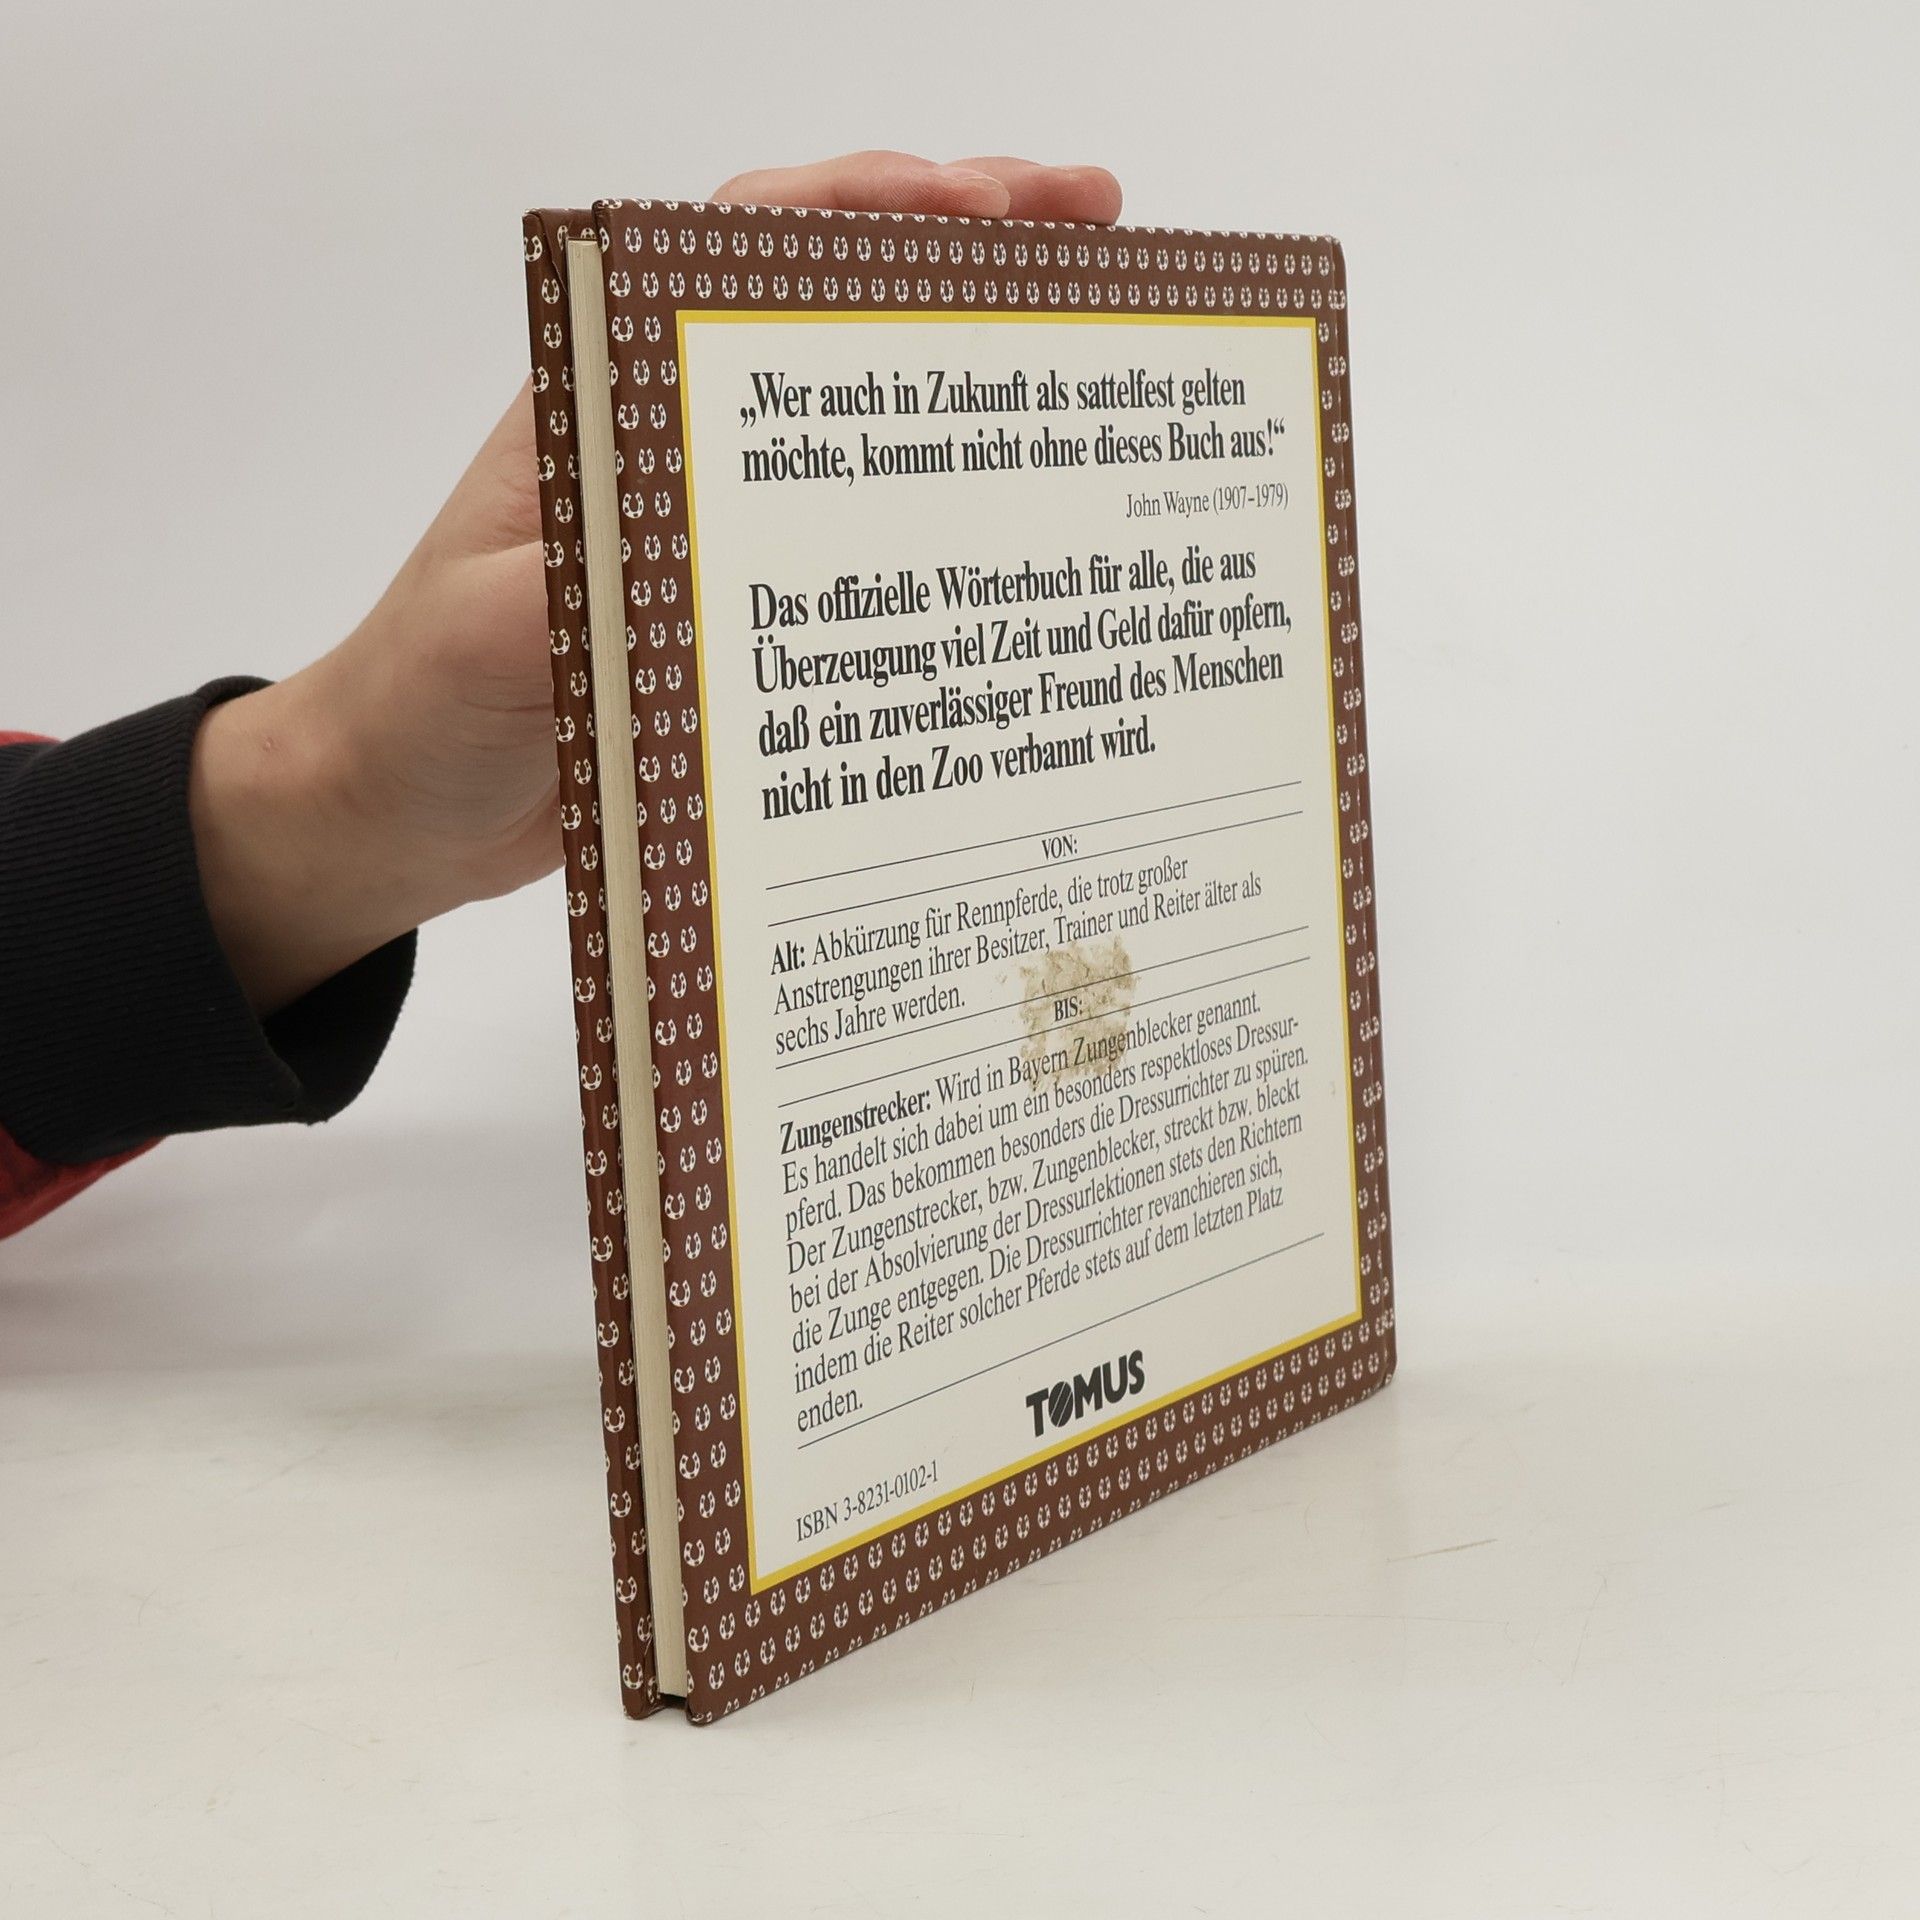 „Wer auch in Zukunft als sattelfest gelten
möchte, kommt nicht ohne dieses Buch aus!“
John Wayne (1907–1979)
Das offizielle Wörterbuch für alle, die aus
Überzeugung viel Zeit und Geld dafür opfern,
daß ein zuverlässiger Freund des Menschen
nicht in den Zoo verbannt wird.
VON:
Alt: Abkürzung für Rennpferde, die trotz großer
Anstrengungen ihrer Besitzer, Trainer und Reiter älter als
sechs Jahre werden.
BIS:
Zungenstrecker: Wird in Bayern Zungenblecker genannt.
Es handelt sich dabei um ein besonders respektloses Dressur-
pferd. Das bekommen besonders die Dressurrichter zu spüren.
Der Zungenstrecker, bzw. Zungenblecker, streckt bzw. bleckt
bei der Absolvierung der Dressurlektionen stets den Richtern
die Zunge entgegen. Die Dressurrichter revanchieren sich,
indem die Reiter solcher Pferde stets auf dem letzten Platz
enden.
TOMUS
ISBN 3-8231-0102-1